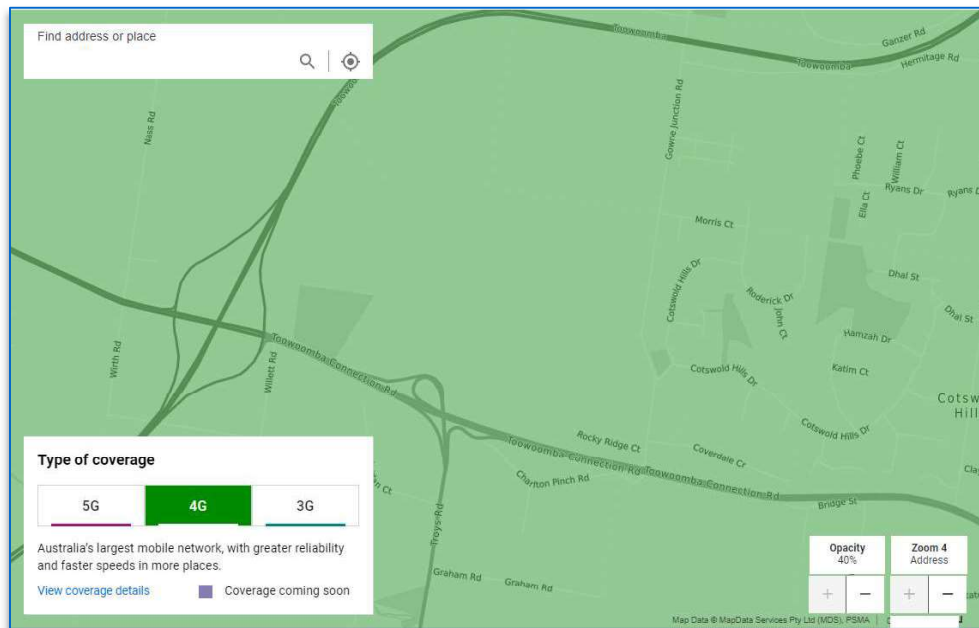 Find address or place
Toowoomba
Toowoomba
Ganzer Rd
Hermitage Rd
Nass Rd
Gowrie Junction Rd
Phoebe Ct
William Ct
Ella Ct
Ryans Dr
Ryans D
Morris Ct
Cotswold Hills Dr
Roderick Dr
John Ct
Dhal St
Dhal St
Hamzah Dr
Katim Ct
Wirth Rd
Willett Rd
Toowoomba Connection Rd
Cotswold Hills Dr
Cotswold Hills Dr
Cotsw
Hill
Rocky Ridge Ct
Coverdale Cr
Toowoomba Connection Rd
Toowoomba Connection Rd
Charlton Pinch Rd
Bridge St
Troys Rd
Graham Rd
Graham Rd
Type of coverage
5G 4G 3G
Australia's largest mobile network, with greater reliability
and faster speeds in more places.
View coverage details Coverage coming soon
Opacity
40%
Zoom 4
Address
+ − + −
Map Data © MapData Services Pty Ltd (MDS), PSMA